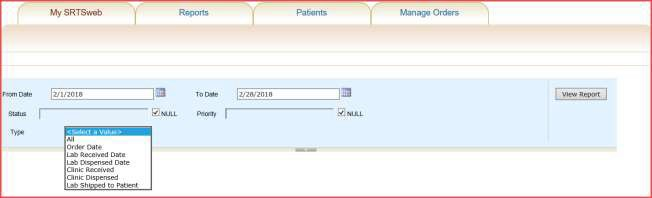 My SRTSweb Reports Patients Manage Orders
From Date 2/1/2018 To Date 2/28/2018 View Report
Status NULL Priority NULL
Type <Select a Value>
All
Order Date
Lab Received Date
Lab Dispensed Date
Clinic Received
Clinic Dispensed
Lab Shipped to Patient